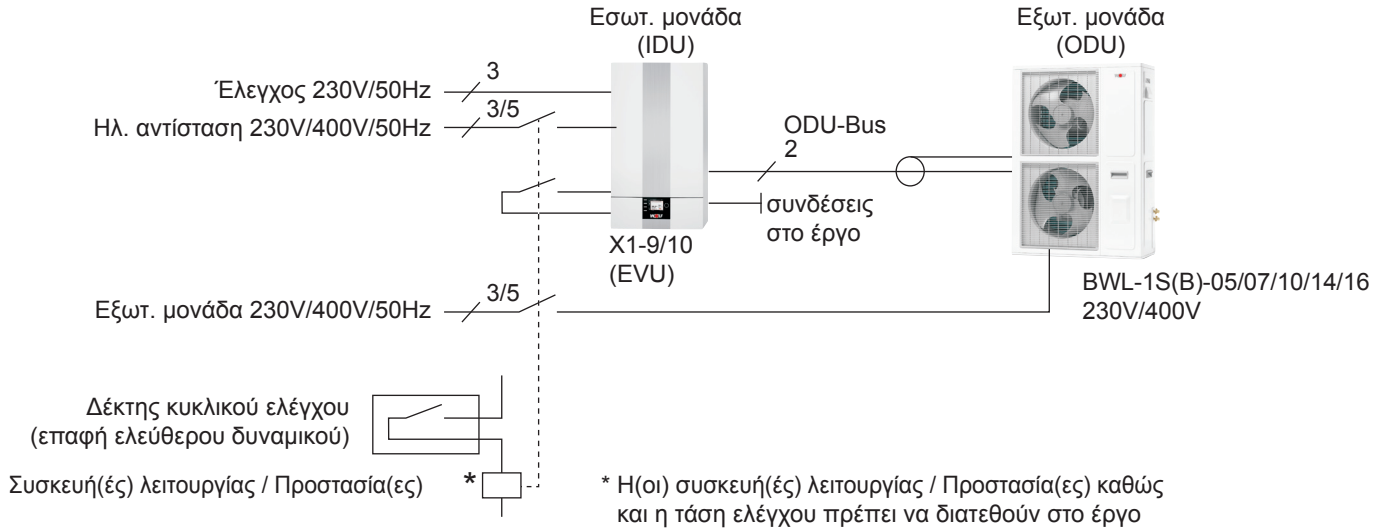 Εσωτ. μονάδα
(IDU)
Εξωτ. μονάδα
(ODU)
Έλεγχος 230V/50Hz
3
Ηλ. αντίσταση 230V/400V/50Hz
3/5
ODU-Bus
2
συνδέσεις
στο έργο
WOLF
X1-9/10
(EVU)
BWL-1S(B)-05/07/10/14/16
230V/400V
Εξωτ. μονάδα 230V/400V/50Hz
3/5
Δέκτης κυκλικού ελέγχου
(επαφή ελεύθερου δυναμικού)
Συσκευή(ές) λειτουργίας / Προστασία(ες)
*
* Η(οι) συσκευή(ές) λειτουργίας / Προστασία(ες) καθώς
και η τάση ελέγχου πρέπει να διατεθούν στο έργο